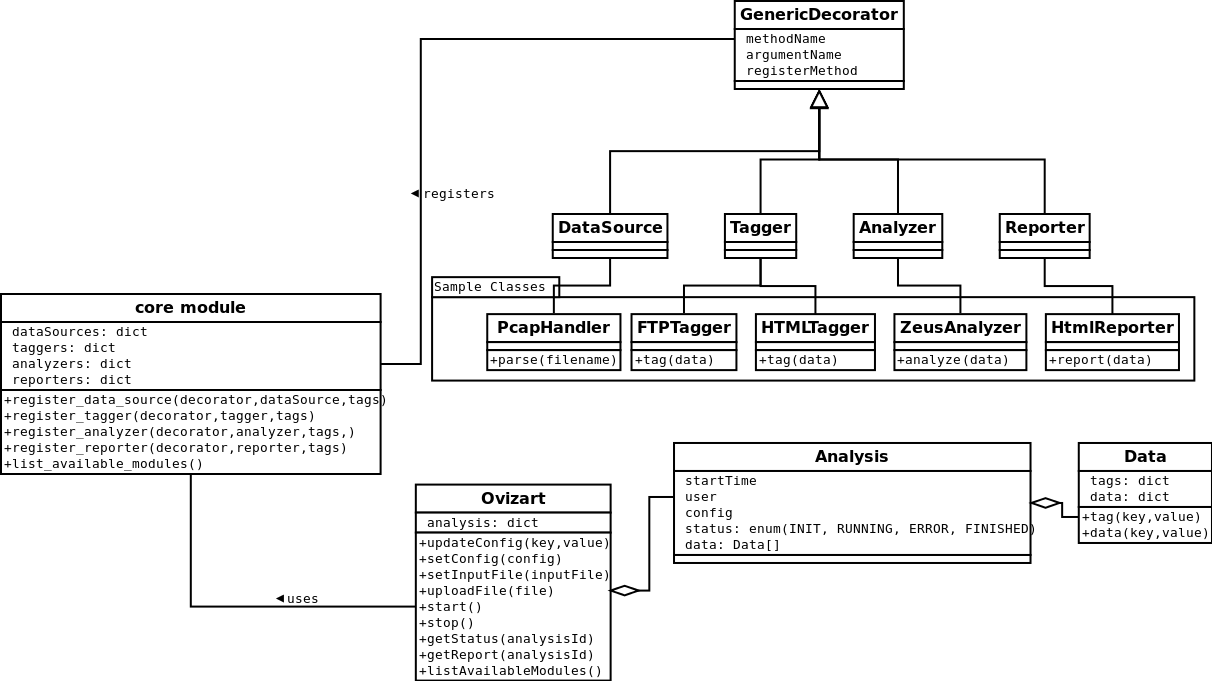 GenericDecorator
methodName
argumentName
registerMethod
◄registers
DataSource
Tagger
Analyzer
Reporter
Sample Classes
PcapHandler
+parse(filename)
FTPTagger
+tag(data)
HTMLTagger
+tag(data)
ZeusAnalyzer
+analyze(data)
HtmlReporter
+report(data)
core module
dataSources: dict
taggers: dict
analyzers: dict
reporters: dict
+register_data_source(decorator,dataSource,tags)
+register_tagger(decorator,tagger,tags)
+register_analyzer(decorator,analyzer,tags,)
+register_reporter(decorator,reporter,tags)
+list_available_modules()
◄uses
Ovizart
analysis: dict
+updateConfig(key,value)
+setConfig(config)
+setInputFile(inputFile)
+uploadFile(file)
+start()
+stop()
+getStatus(analysisId)
+getReport(analysisId)
+listAvailableModules()
Analysis
startTime
user
config
status: enum(INIT, RUNNING, ERROR, FINISHED)
data: Data[]
Data
tags: dict
data: dict
+tag(key,value)
+data(key,value)